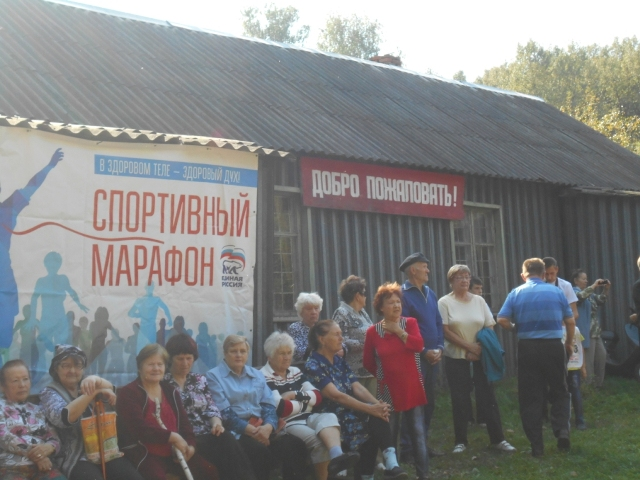 В ЗДОРОВОМ ТЕЛЕ – ЗДОРОВЫЙ ДУХ!
СПОРТИВНЫЙ
МАРАФОН
ЕДИНАЯ
РОССИЯ
ДОБРО ПОЖАЛОВАТЬ!